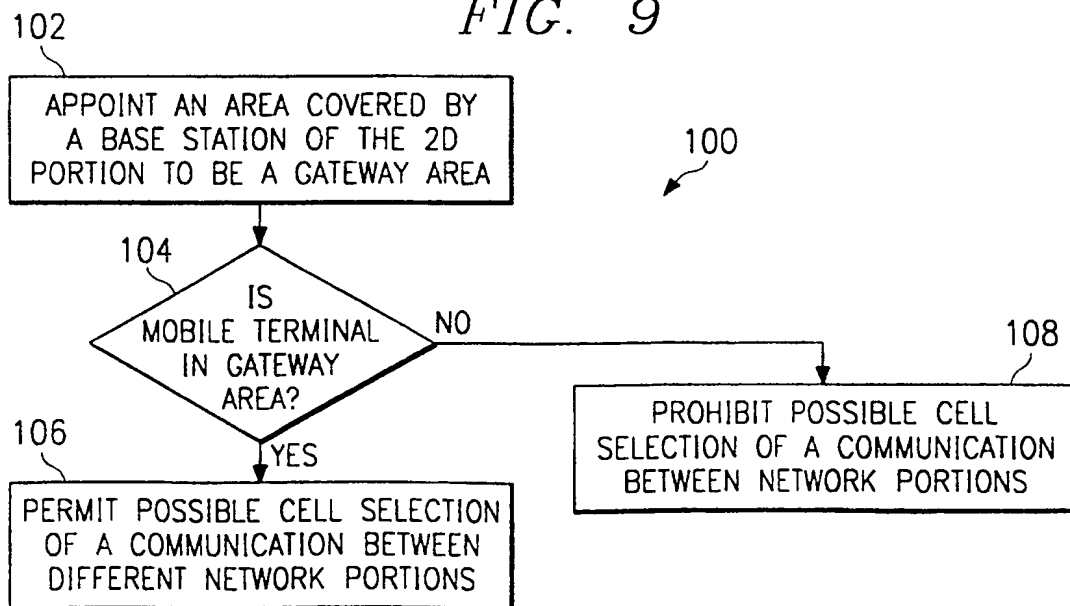 FIG. 9
102
APPOINT AN AREA COVERED BY
A BASE STATION OF THE 2D
PORTION TO BE A GATEWAY AREA
100
104
IS
MOBILE TERMINAL
IN GATEWAY
AREA?
NO
YES
108
PROHIBIT POSSIBLE CELL
SELECTION OF A COMMUNICATION
BETWEEN NETWORK PORTIONS
106
PERMIT POSSIBLE CELL SELECTION
OF A COMMUNICATION BETWEEN
DIFFERENT NETWORK PORTIONS